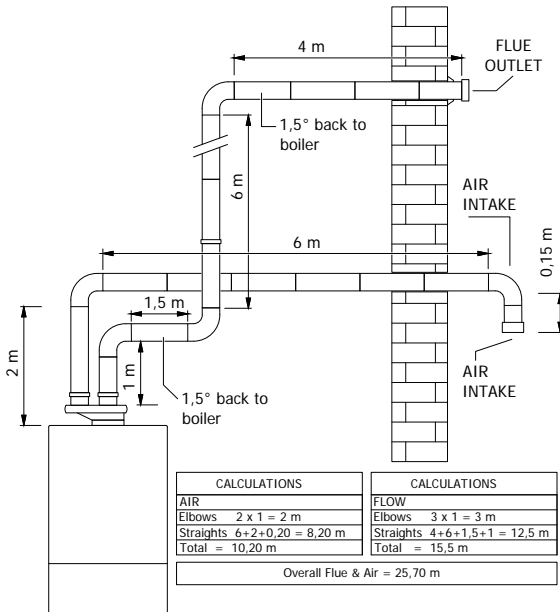 4 m
FLUE
OUTLET
1,5° back to
boiler
6 m
AIR
INTAKE
0,15 m
6 m
1,5 m
2 m
1 m
1,5° back to
boiler
AIR
INTAKE
CALCULATIONS
AIR
Elbows 2 x 1 = 2 m
Straights 6+2+0,20 = 8,20 m
Total = 10,20 m
CALCULATIONS
FLOW
Elbows 3 x 1 = 3 m
Straights 4+6+1,5+1 = 12,5 m
Total = 15,5 m
Overall Flue & Air = 25,70 m